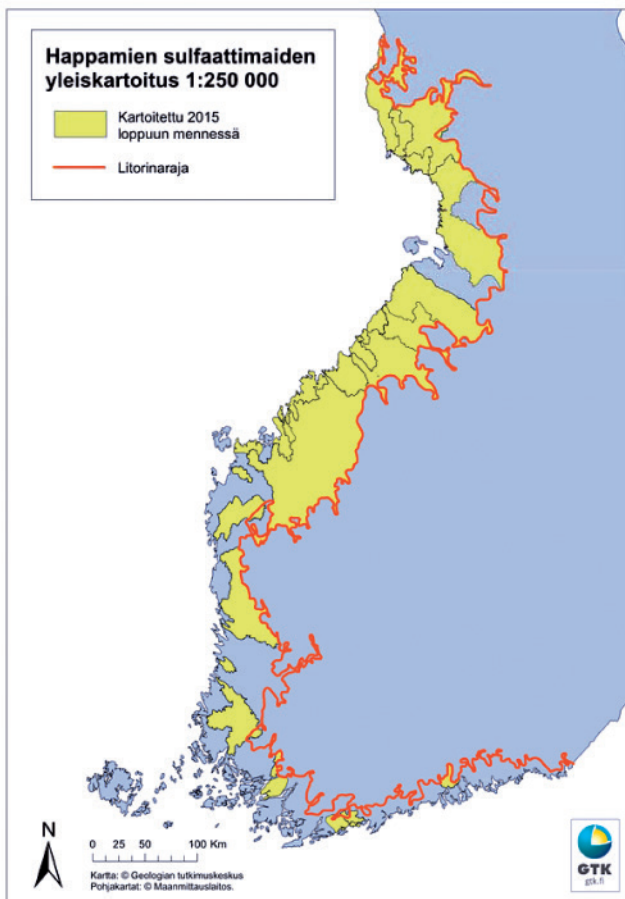 Happamien sulfaattimaiden
yleiskartoitus 1:250 000
Kartoitettu 2015
loppuun mennessä
Litorinaraja
N
0 25 50 100 Km
Kartta: © Geologian tutkimuskeskus
Pohjakartat: © Maanmittauslaitos.
GTK
gtk.fi